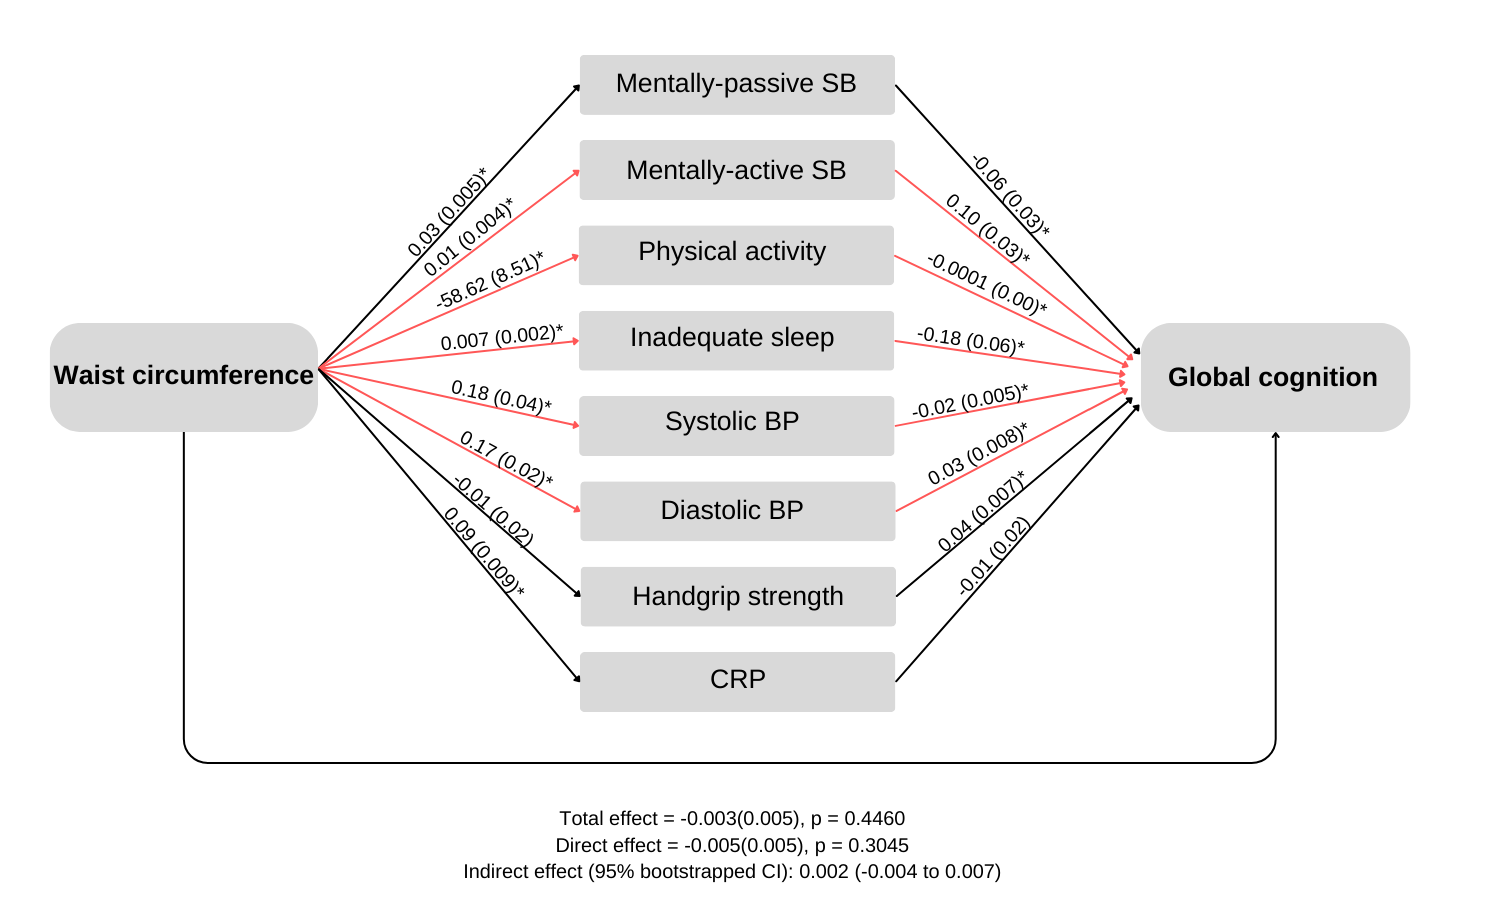 Mentally-passive SB
Mentally-active SB
Physical activity
Inadequate sleep
Systolic BP
Diastolic BP
Handgrip strength
CRP
Waist circumference
Global cognition
0.03 (0.005)*
0.01 (0.004)*
-58.62 (8.51)*
0.007 (0.002)*
0.18 (0.04)*
0.17 (0.02)*
-0.01 (0.02)
0.09 (0.009)*
-0.06 (0.03)*
0.10 (0.03)*
-0.0001 (0.00)*
-0.18 (0.06)*
-0.02 (0.005)*
0.03 (0.008)*
0.04 (0.007)*
-0.01 (0.02)
Total effect = -0.003(0.005), p = 0.4460
Direct effect = -0.005(0.005), p = 0.3045
Indirect effect (95% bootstrapped CI): 0.002 (-0.004 to 0.007)